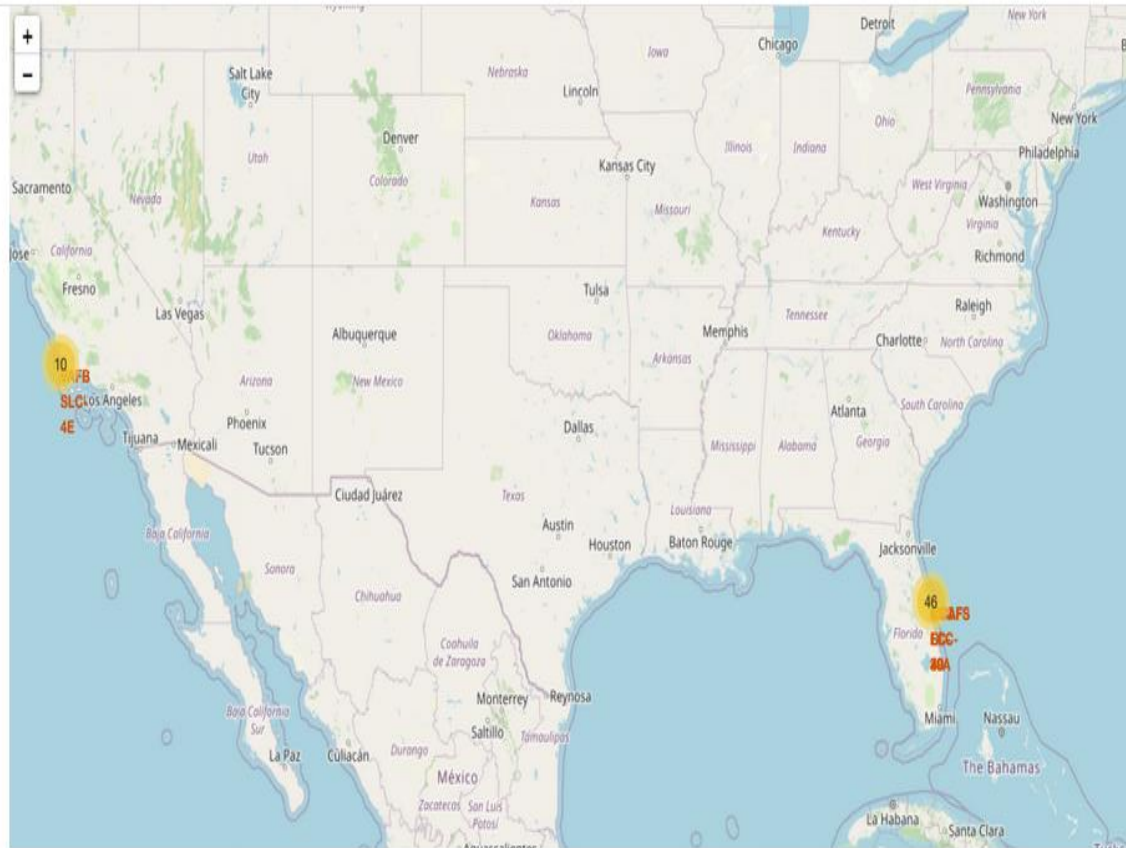 +
−
Wyoming
Salt Lake
City
Nebraska
Iowa
Chicago
Detroit
New York
Lincoln
Pennsylvania
New York
Denver
Utah
Colorado
Illinois
Indiana
Ohio
Philadelphia
Kansas City
Sacramento
Nevada
Kansas
Missouri
West Virginia
Washington
Virginia
Jose
California
Kentucky
Richmond
Fresno
Las Vegas
Tulsa
Raleigh
Albuquerque
Oklahoma
Memphis
Tennessee
Charlotte
North Carolina
10
AFB
Arizona
New Mexico
Arkansas
SLC-
Los Angeles
4E
Phoenix
Atlanta
South Carolina
Tijuana
Mexicali
Tucson
Dallas
Mississippi
Alabama
Georgia
Ciudad Juárez
Texas
Louisiana
Baja California
Austin
Houston
Baton Rouge
Jacksonville
Sonora
San Antonio
Chihuahua
46
AFS
Florida
Coahuila
de Zaragoza
Monterrey
Reynosa
Baja California
Sur
Saltillo
Tamaulipas
Miami
Nassau
La Paz
Culiacán
Durango
México
The Bahamas
Zacatecas
San Luis
Potosí
La Habana
Santa Clara
Aguascalientes